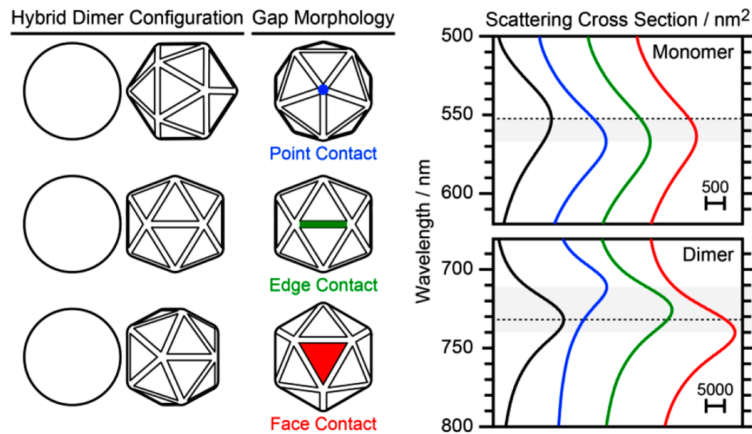 Hybrid Dimer Configuration
Gap Morphology
Point Contact
Edge Contact
Face Contact
Scattering Cross Section / nm²
Wavelength / nm
500
550
600
Monomer
500
700
750
800
Dimer
5000